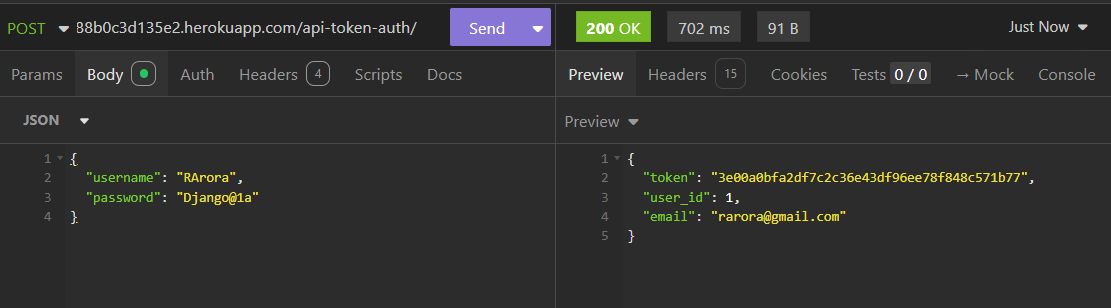 POST 88b0c3d135e2.herokuapp.com/api-token-auth/ Send 200 OK 702 ms 91 B Just Now
Params Body Auth Headers 4 Scripts Docs Preview Headers 15 Cookies Tests 0 / 0 → Mock Console
JSON
Preview
1 {
2 "username": "RArora",
3 "password": "Django@1a"
4 }
1 {
2 "token": "3e00a0bfa2df7c2c36e43df96ee78f848c571b77",
3 "user_id": 1,
4 "email": "rarora@gmail.com"
5 }